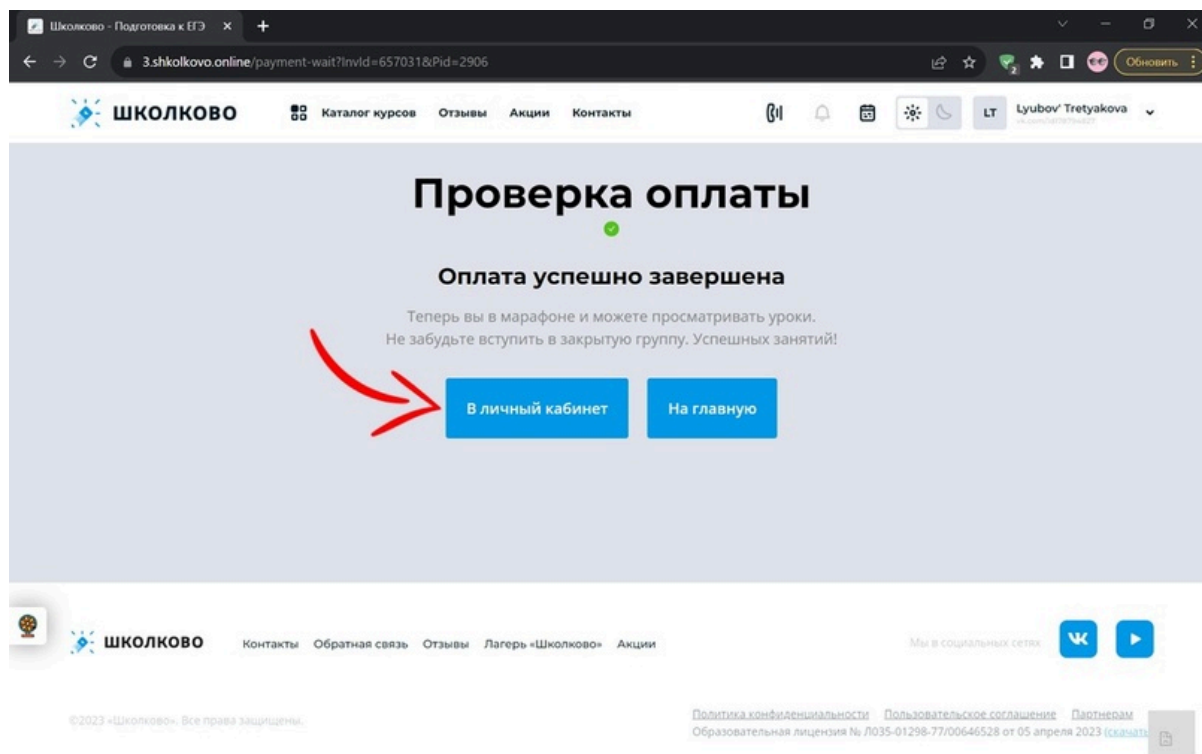 Школково - Подготовка к ЕГЭ
3.shkolkovo.online/payment-wait?InvId=657031&Pid=2906
2
Обновить
ШКОЛКОВО
Каталог курсов Отзывы Акции Контакты
LT
Lyubov' Tretyakova
Проверка оплаты
Оплата успешно завершена
Теперь вы в марафоне и можете просматривать уроки.
Не забудьте вступить в закрытую группу. Успешных занятий!
В личный кабинет На главную
ШКОЛКОВО
Контакты Обратная связь Отзывы Лагерь «Школково» Акции
Мы в социальных сетях
©2023 «Школково». Все права защищены.
Политика конфиденциальности Пользовательское соглашение Партнерам
Образовательная лицензия № Л035-01298-77/00646528 от 05 апреля 2023 (скачать